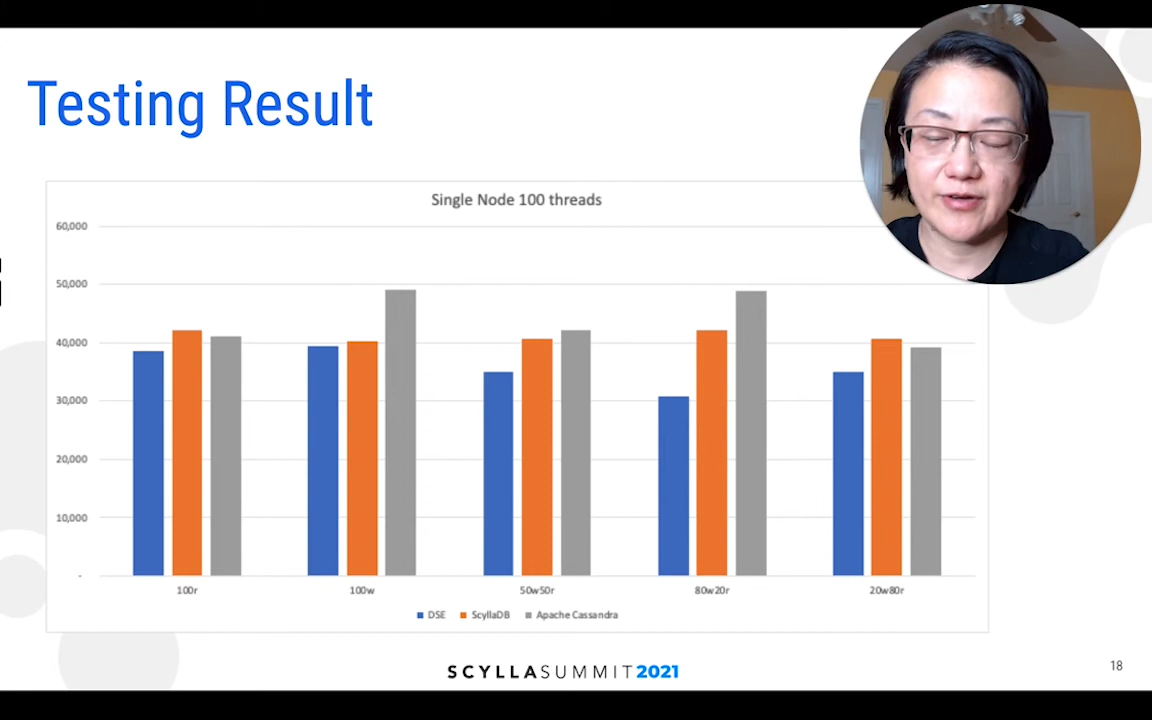 Testing Result
Single Node 100 threads
60,000
50,000
40,000
30,000
20,000
10,000
-
100r 100w 50w50r 80w20r 20w80r
DSE ScyllaDB Apache Cassandra
SCYLLASUMMIT2021
18